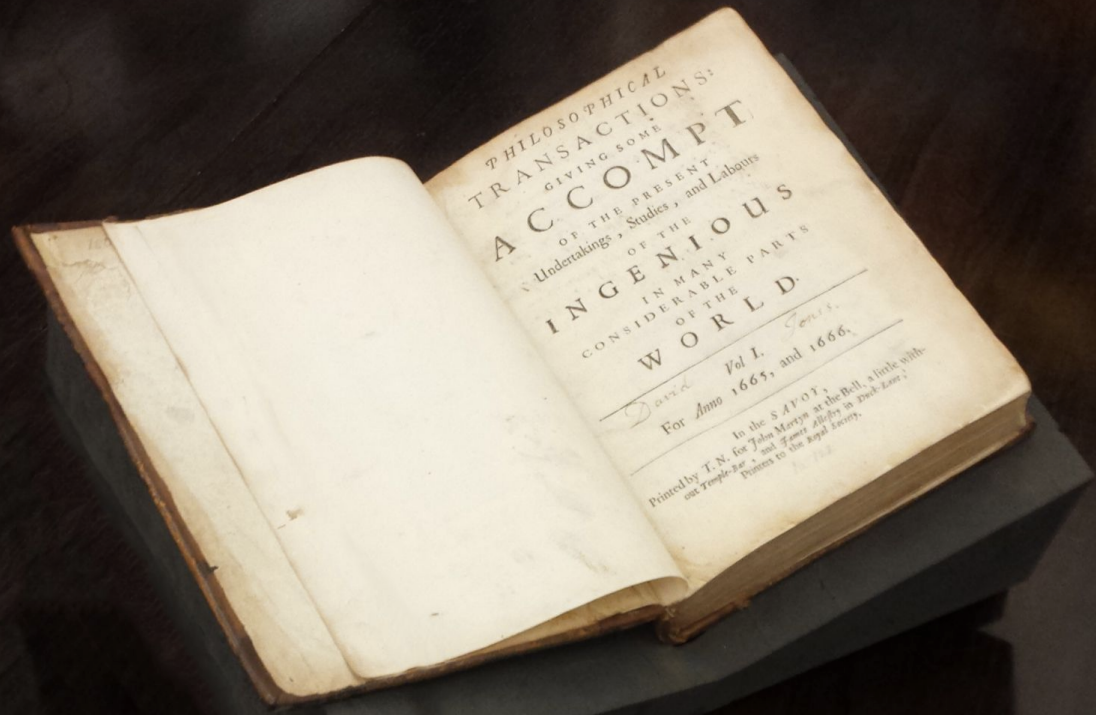 PHILOSOPHICAL
TRANSACTIONS:
GIVING SOME
ACCOMPT
OF THE PRESENT
Undertakings, Studies, and Labours
OF THE
INGENIOUS
IN MANY
CONSIDERABLE PARTS
OF THE
WORLD.
David Vol I. Jones.
For Anno 1665, and 1666.
In the SAVOY,
Printed by T. N. for John Martyn at the Bell, a little with-
out Temple-Bar, and James Allestry in Duck-Lane,
Printers to the Royal Society.